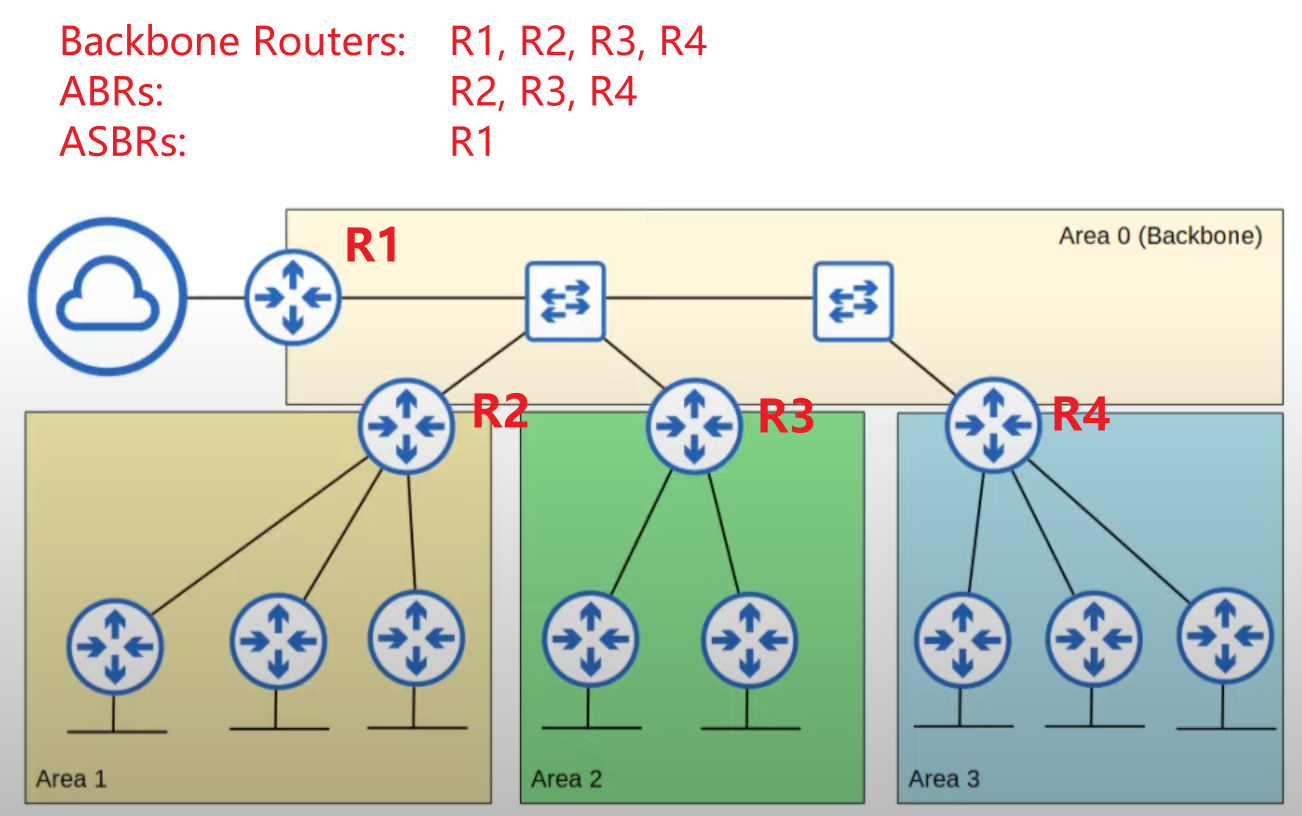 Backbone Routers: R1, R2, R3, R4
ABRs: R2, R3, R4
ASBRs: R1
R1
Area 0 (Backbone)
R2
R3
R4
Area 1
Area 2
Area 3